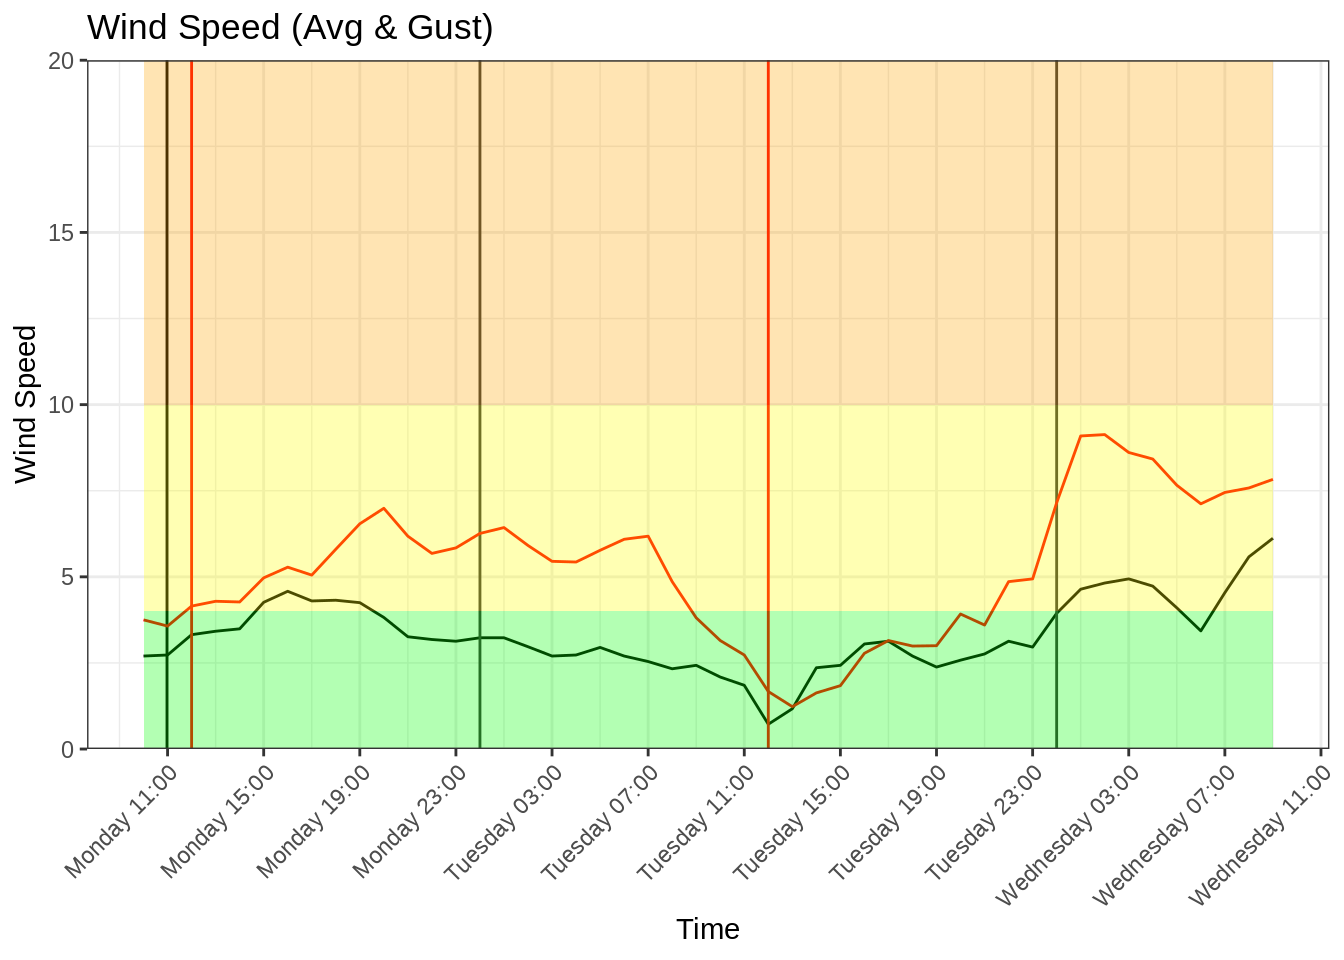 Wind Speed (Avg & Gust)
20
15
10
5
0
Wind Speed
Monday 11:00
Monday 15:00
Monday 19:00
Monday 23:00
Tuesday 03:00
Tuesday 07:00
Tuesday 11:00
Tuesday 15:00
Tuesday 19:00
Tuesday 23:00
Wednesday 03:00
Wednesday 07:00
Wednesday 11:00
Time